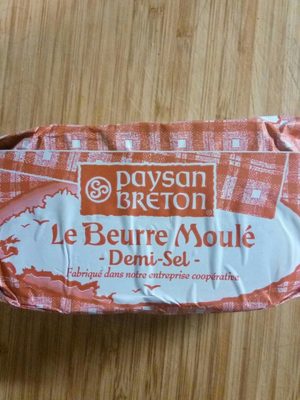 Paysan
Breton
Le Beurre Moulé
- Demi-Sel -
Fabriqué dans notre entreprise coopérative